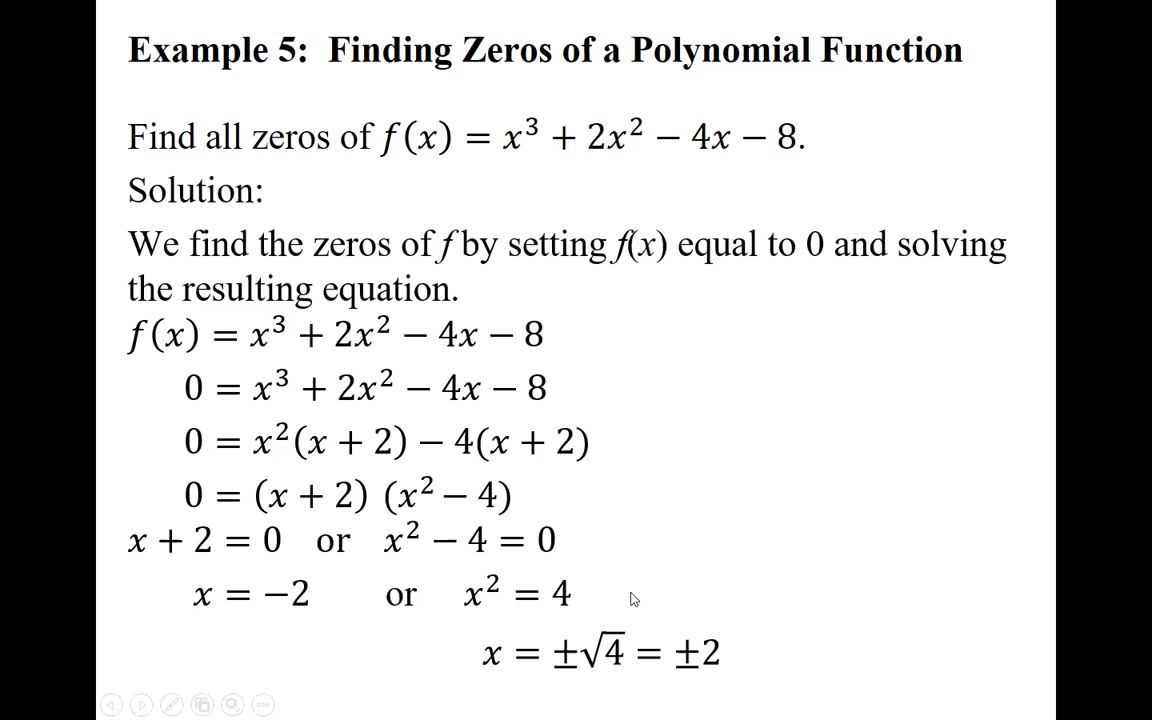 Example 5: Finding Zeros of a Polynomial Function
Find all zeros of f(x) = x³ + 2x² − 4x − 8.
Solution:
We find the zeros of f by setting f(x) equal to 0 and solving
the resulting equation.
f(x) = x³ + 2x² − 4x − 8
0 = x³ + 2x² − 4x − 8
0 = x²(x + 2) − 4(x + 2)
0 = (x + 2) (x² − 4)
x + 2 = 0 or x² − 4 = 0
x = −2 or x² = 4
x = ±√4 = ±2